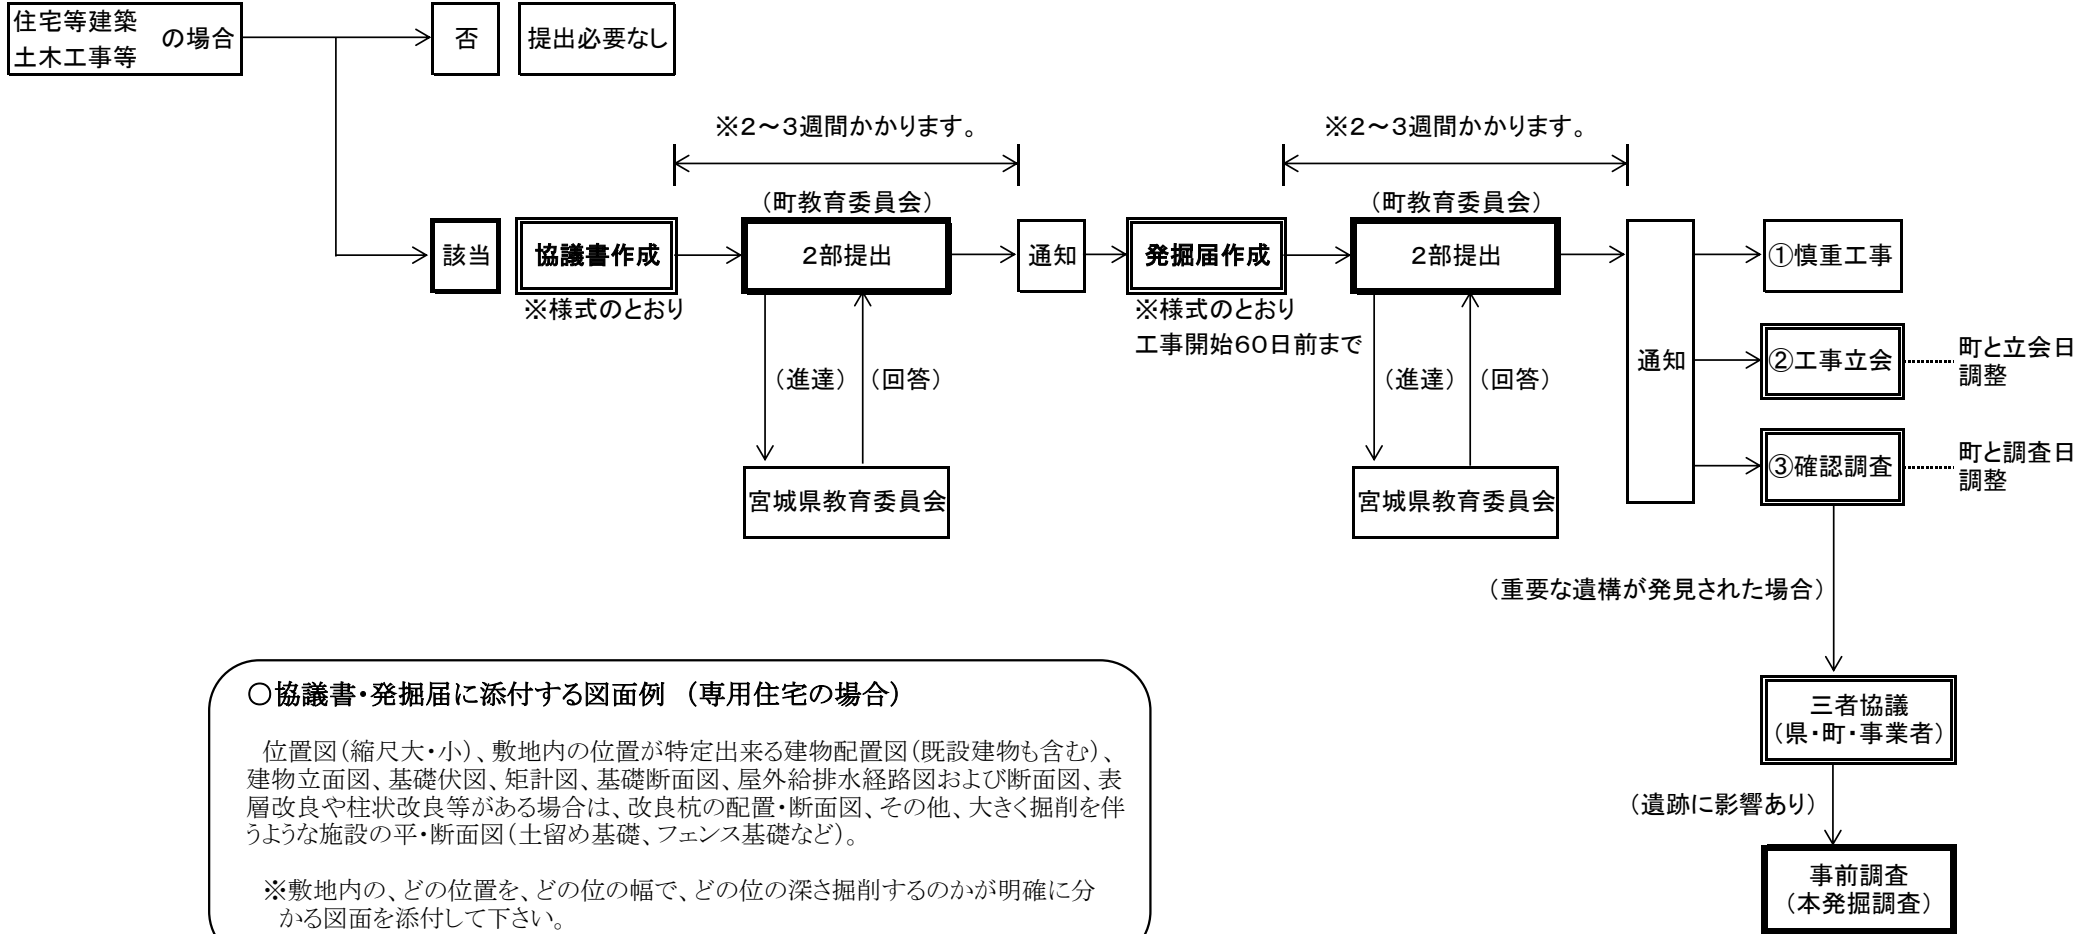 住宅等建築
土木工事等
の場合
否
提出必要なし
※2～3週間かかります。
※2～3週間かかります。
（町教育委員会）
（町教育委員会）
該当
協議書作成
2部提出
通知
発掘届作成
2部提出
①慎重工事
※様式のとおり
※様式のとおり
工事開始60日前まで
通知
②工事立会
町と立会日
調整
（進達）
（回答）
（進達）
（回答）
③確認調査
町と調査日
調整
宮城県教育委員会
宮城県教育委員会
（重要な遺構が発見された場合）
三者協議
（県・町・事業者）
（遺跡に影響あり）
事前調査
（本発掘調査）
○協議書・発掘届に添付する図面例 （専用住宅の場合）
位置図（縮尺大・小）、敷地内の位置が特定出来る建物配置図（既設建物も含む）、
建物立面図、基礎伏図、矩計図、基礎断面図、屋外給排水経路図および断面図、表
層改良や柱状改良等がある場合は、改良杭の配置・断面図、その他、大きく掘削を伴
うような施設の平・断面図（土留め基礎、フェンス基礎など）。
※敷地内の、どの位置を、どの位の幅で、どの位の深さ掘削するのかが明確に分
かる図面を添付して下さい。